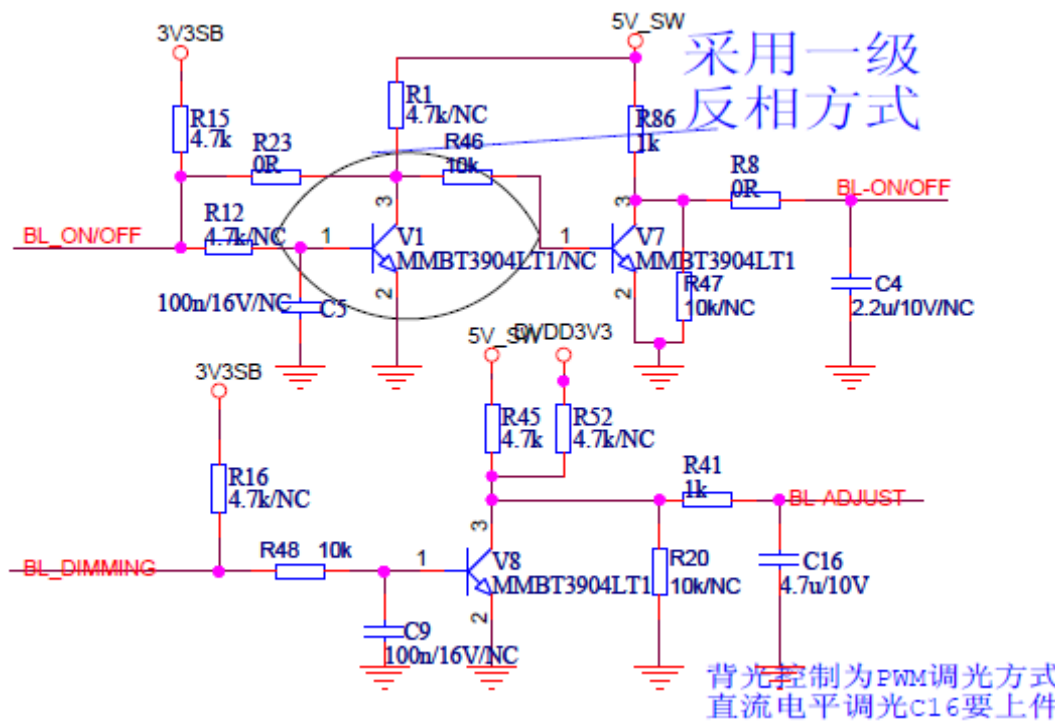 3V3SB
5V_SW
采用一级
反相方式
R15
4.7k
R1
4.7k/NC
R86
1k
R23
0R
R46
10k
R8
0R
BL-ON/OFF
BL_ON/OFF
R12
4.7k/NC
3
3
1
V1
MMBT3904LT1/NC
1
V7
MMBT3904LT1
2
2
100n/16V/NC
C5
R47
10k/NC
C4
2.2u/10V/NC
5V_SW
DVDD3V3
3V3SB
R45
4.7k
R52
4.7k/NC
R16
4.7k/NC
R41
1k
BL-ADJUST
3
BL_DIMMING
R48 10k
1
V8
MMBT3904LT1
2
R20
10k/NC
C16
4.7u/10V
C9
100n/16V/NC
背光控制为PWM调光方式
直流电平调光C16要上件